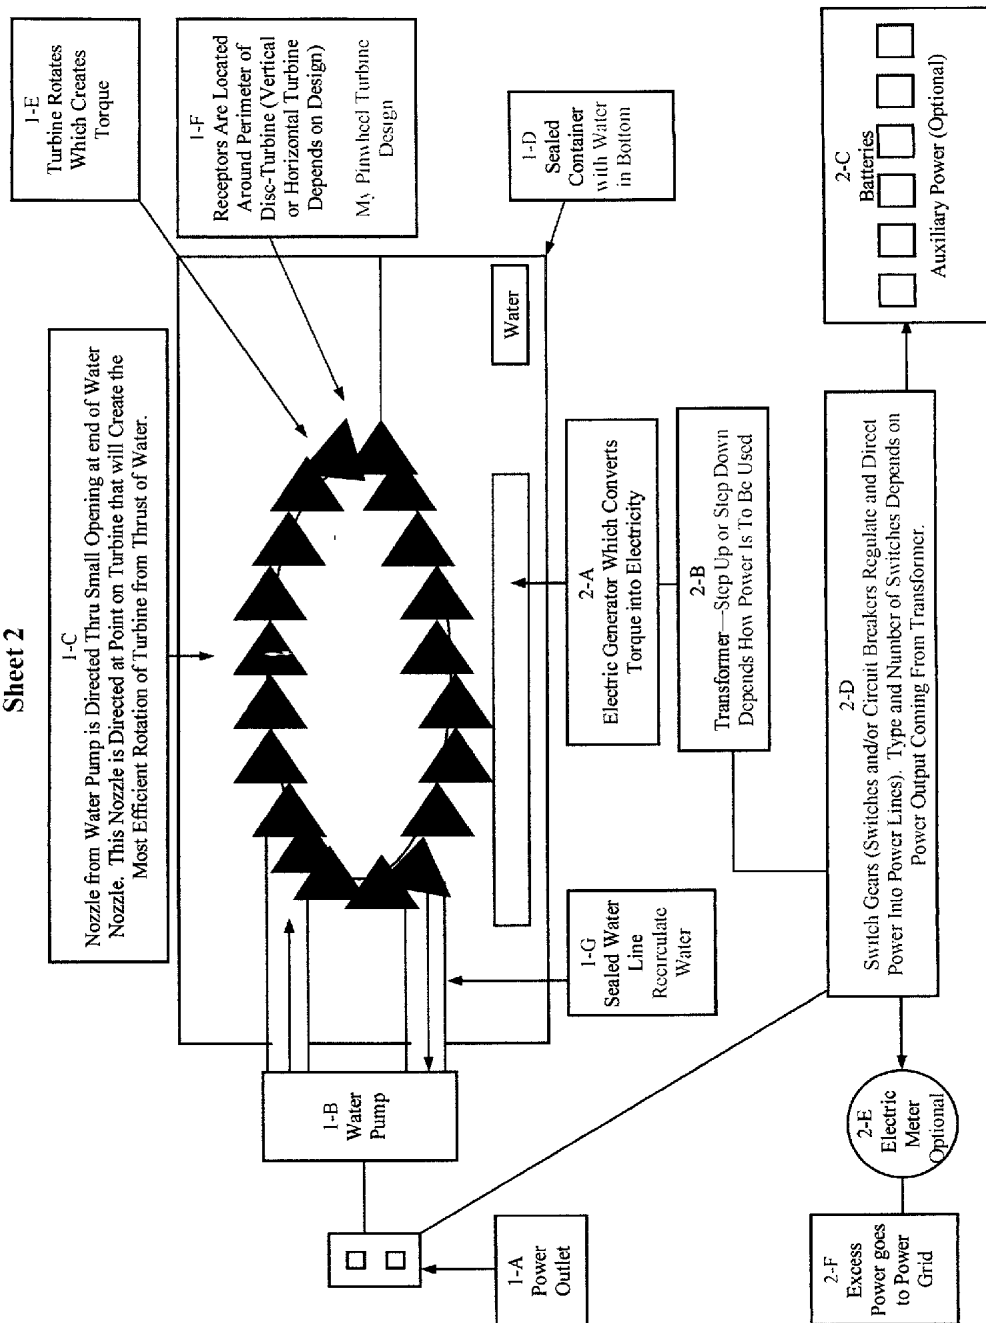 Sheet 2
1-C
Nozzle from Water Pump is Directed Thru Small Opening at end of Water
Nozzle. This Nozzle is Directed at Point on Turbine that will Create the
Most Efficient Rotation of Turbine from Thrust of Water.
1-E
Turbine Rotates
Which Creates
Torque
1-F
Receptors Are Located
Around Perimeter of
Disc-Turbine (Vertical
or Horizontal Turbine
Depends on Design)
My Pinwheel Turbine
Design
1-D
Sealed
Container
with Water
in Bottom
Water
1-B
Water
Pump
1-A
Power
Outlet
1-G
Sealed Water
Line
Recirculate
Water
2-A
Electric Generator Which Converts
Torque into Electricity
2-B
Transformer—Step Up or Step Down
Depends How Power Is To Be Used
2-D
Switch Gears (Switches and/or Circuit Breakers Regulate and Direct
Power Into Power Lines). Type and Number of Switches Depends on
Power Output Coming From Transformer.
2-C
Batteries
Auxiliary Power (Optional)
2-E
Electric
Meter
Optional
2-F
Excess
Power goes
to Power
Grid